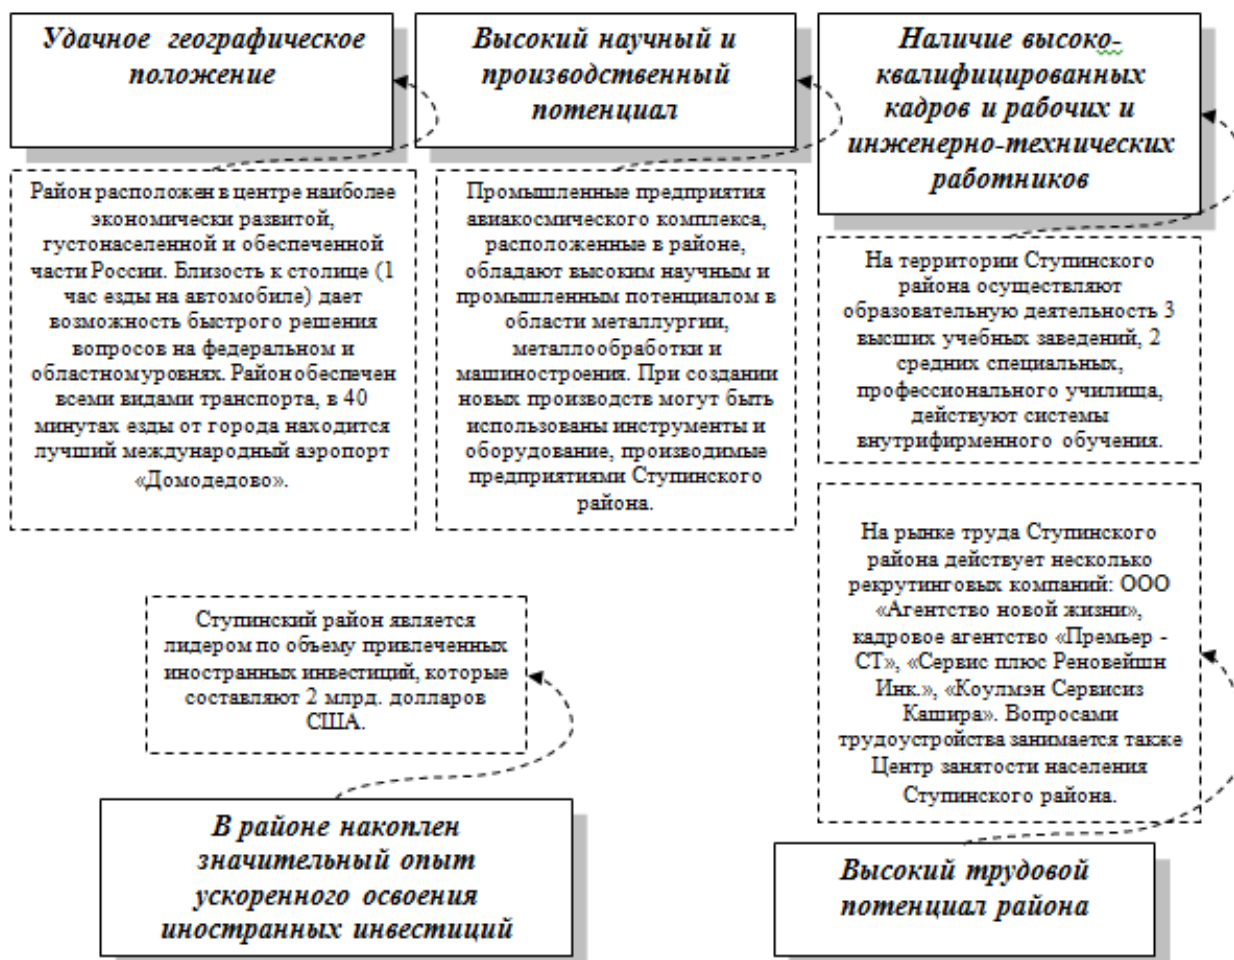 Удачное географическое
положение
Высокий научный и
производственный
потенциал
Наличие высоко-
квалифицированных
кадров и рабочих и
инженерно-технических
работников
Район расположен в центре наиболее
экономически развитой,
густонаселенной и обеспеченной
части России. Близость к столице (1
час езды на автомобиле) дает
возможность быстрого решения
вопросов на федеральном и
областном уровнях. Район обеспечен
всеми видами транспорта, в 40
минутах езды от города находится
лучший международный аэропорт
«Домодедово».
Промышленные предприятия
авиакосмического комплекса,
расположенные в районе,
обладают высоким научным и
промышленным потенциалом в
области металлургии,
металлообработки и
машиностроения. При создании
новых производств могут быть
использованы инструменты и
оборудование, производимые
предприятиями Ступинского
района.
На территории Ступинского
района осуществляют
образовательную деятельность 3
высших учебных заведений, 2
средних специальных,
профессионального училища,
действуют системы
внутрифирменного обучения.
На рынке труда Ступинского
района действует несколько
рекрутинговых компаний: ООО
«Агентство новой жизни»,
кадровое агентство «Премьер -
СТ», «Сервис плюс Реновейшн
Инк.», «Коулмэн Сервисиз
Кашира». Вопросами
трудоустройства занимается также
Центр занятости населения
Ступинского района.
Ступинский район является
лидером по объему привлеченных
иностранных инвестиций, которые
составляют 2 млрд. долларов
США.
В районе накоплен
значительный опыт
ускоренного освоения
иностранных инвестиций
Высокий трудовой
потенциал района